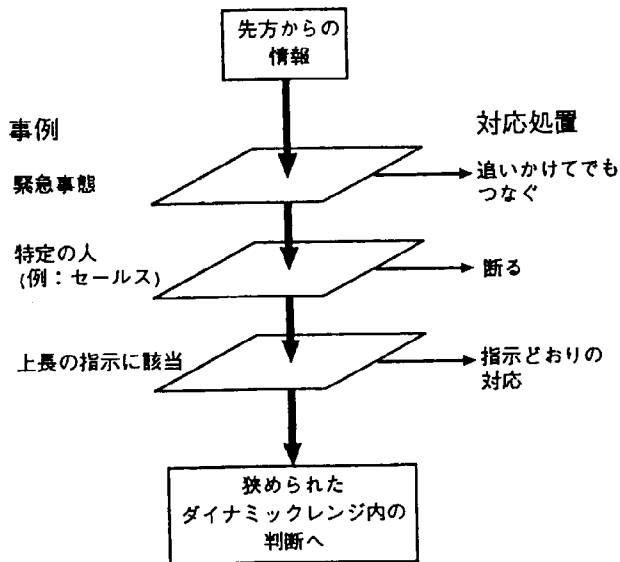 先方からの
情報
事例
対応処置
緊急事態
追いかけてでも
つなぐ
特定の人
(例：セールス)
断る
上長の指示に該当
指示どおりの
対応
狭められた
ダイナミックレンジ内の
判断へ